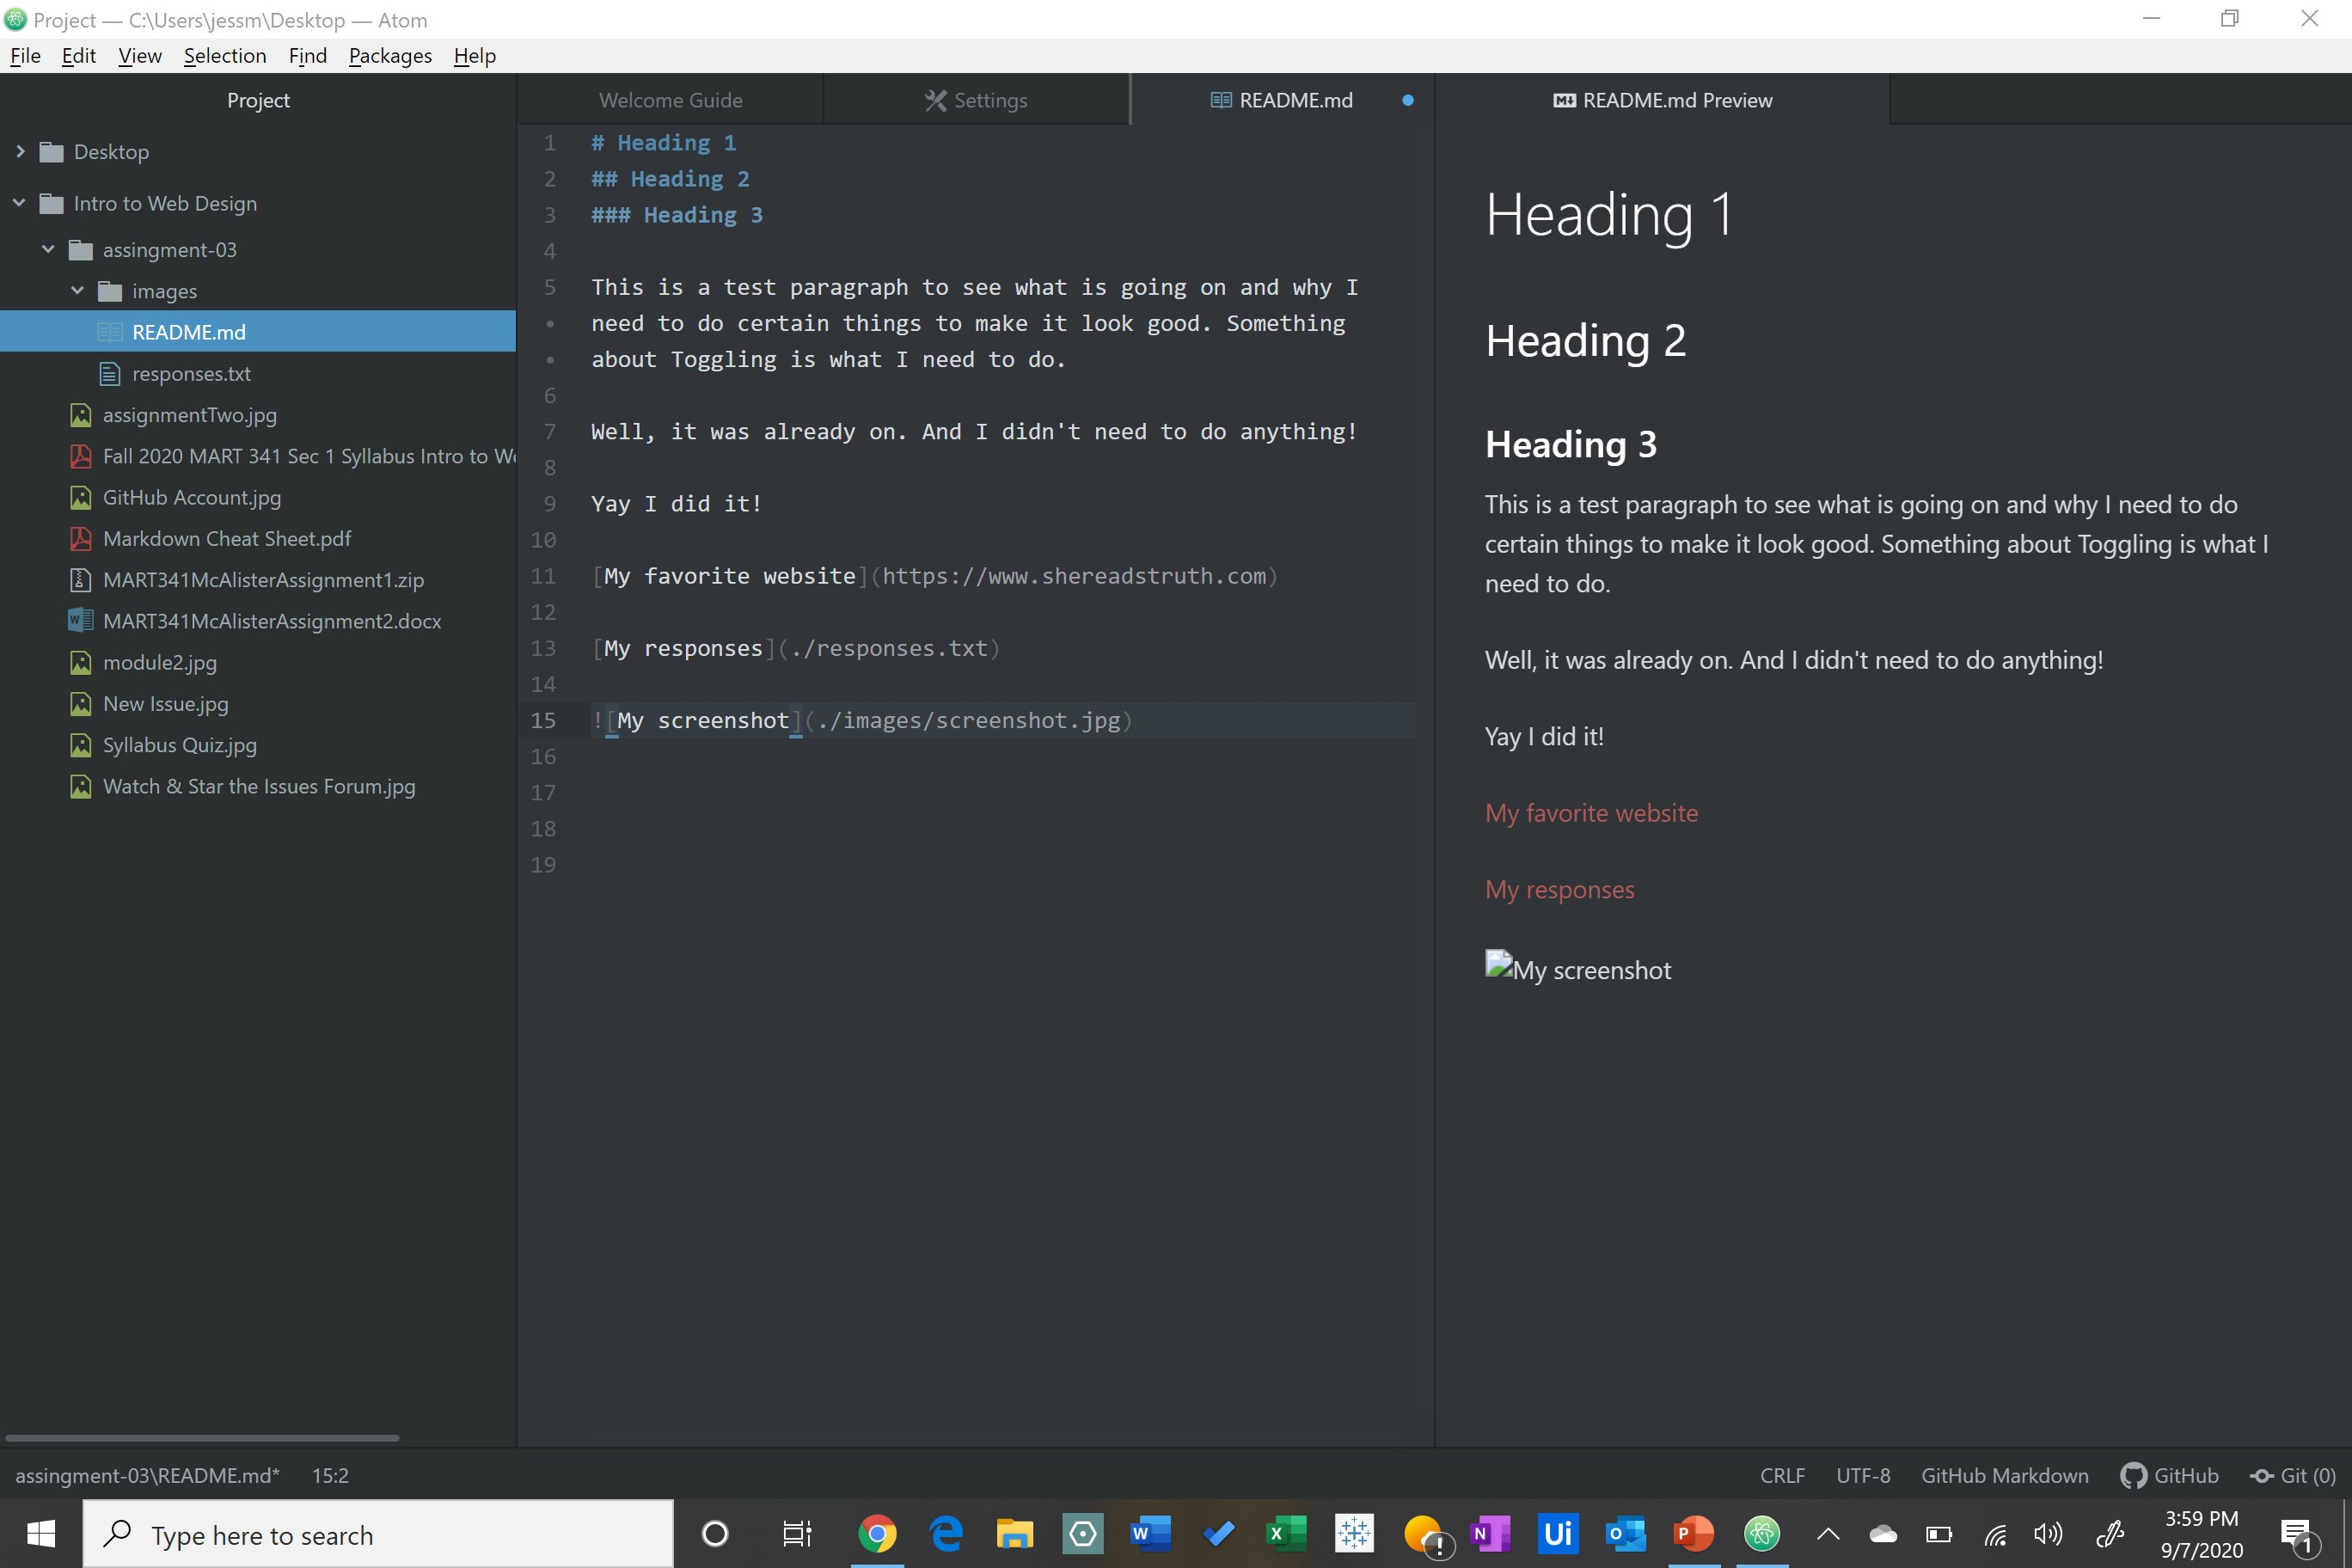 Project — C:\Users\jessm\Desktop — Atom
File Edit View Selection Find Packages Help
Project
Desktop
Intro to Web Design
assingment-03
images
README.md
responses.txt
assignmentTwo.jpg
Fall 2020 MART 341 Sec 1 Syllabus Intro to We
GitHub Account.jpg
Markdown Cheat Sheet.pdf
MART341McAlisterAssignment1.zip
MART341McAlisterAssignment2.docx
module2.jpg
New Issue.jpg
Syllabus Quiz.jpg
Watch & Star the Issues Forum.jpg
Welcome Guide
Settings
README.md
1 # Heading 1
2 ## Heading 2
3 ### Heading 3
4
5 This is a test paragraph to see what is going on and why I
• need to do certain things to make it look good. Something
• about Toggling is what I need to do.
6
7 Well, it was already on. And I didn't need to do anything!
8
9 Yay I did it!
10
11 [My favorite website](https://www.shereadstruth.com)
12
13 [My responses](./responses.txt)
14
15 ![My screenshot](./images/screenshot.jpg)
16
17
18
19
README.md Preview
Heading 1
Heading 2
Heading 3
This is a test paragraph to see what is going on and why I need to do
certain things to make it look good. Something about Toggling is what I
need to do.
Well, it was already on. And I didn't need to do anything!
Yay I did it!
My favorite website
My responses
My screenshot
assingment-03\README.md* 15:2
CRLF UTF-8 GitHub Markdown GitHub Git (0)
Type here to search
Ui
3:59 PM
9/7/2020
1